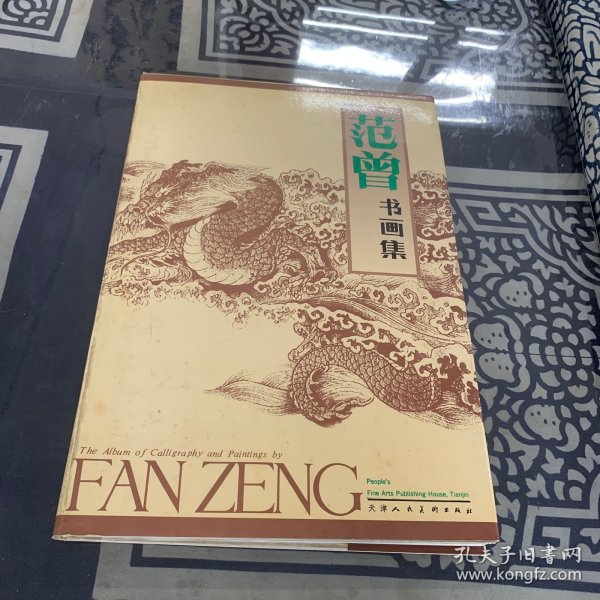 范曾
书画集
The Album of Calligraphy and Paintings by
FAN ZENG
People's
Fine Arts Publishing House, Tianjin
天津人民美术出版社
孔夫子旧书网
www.kongfz.com